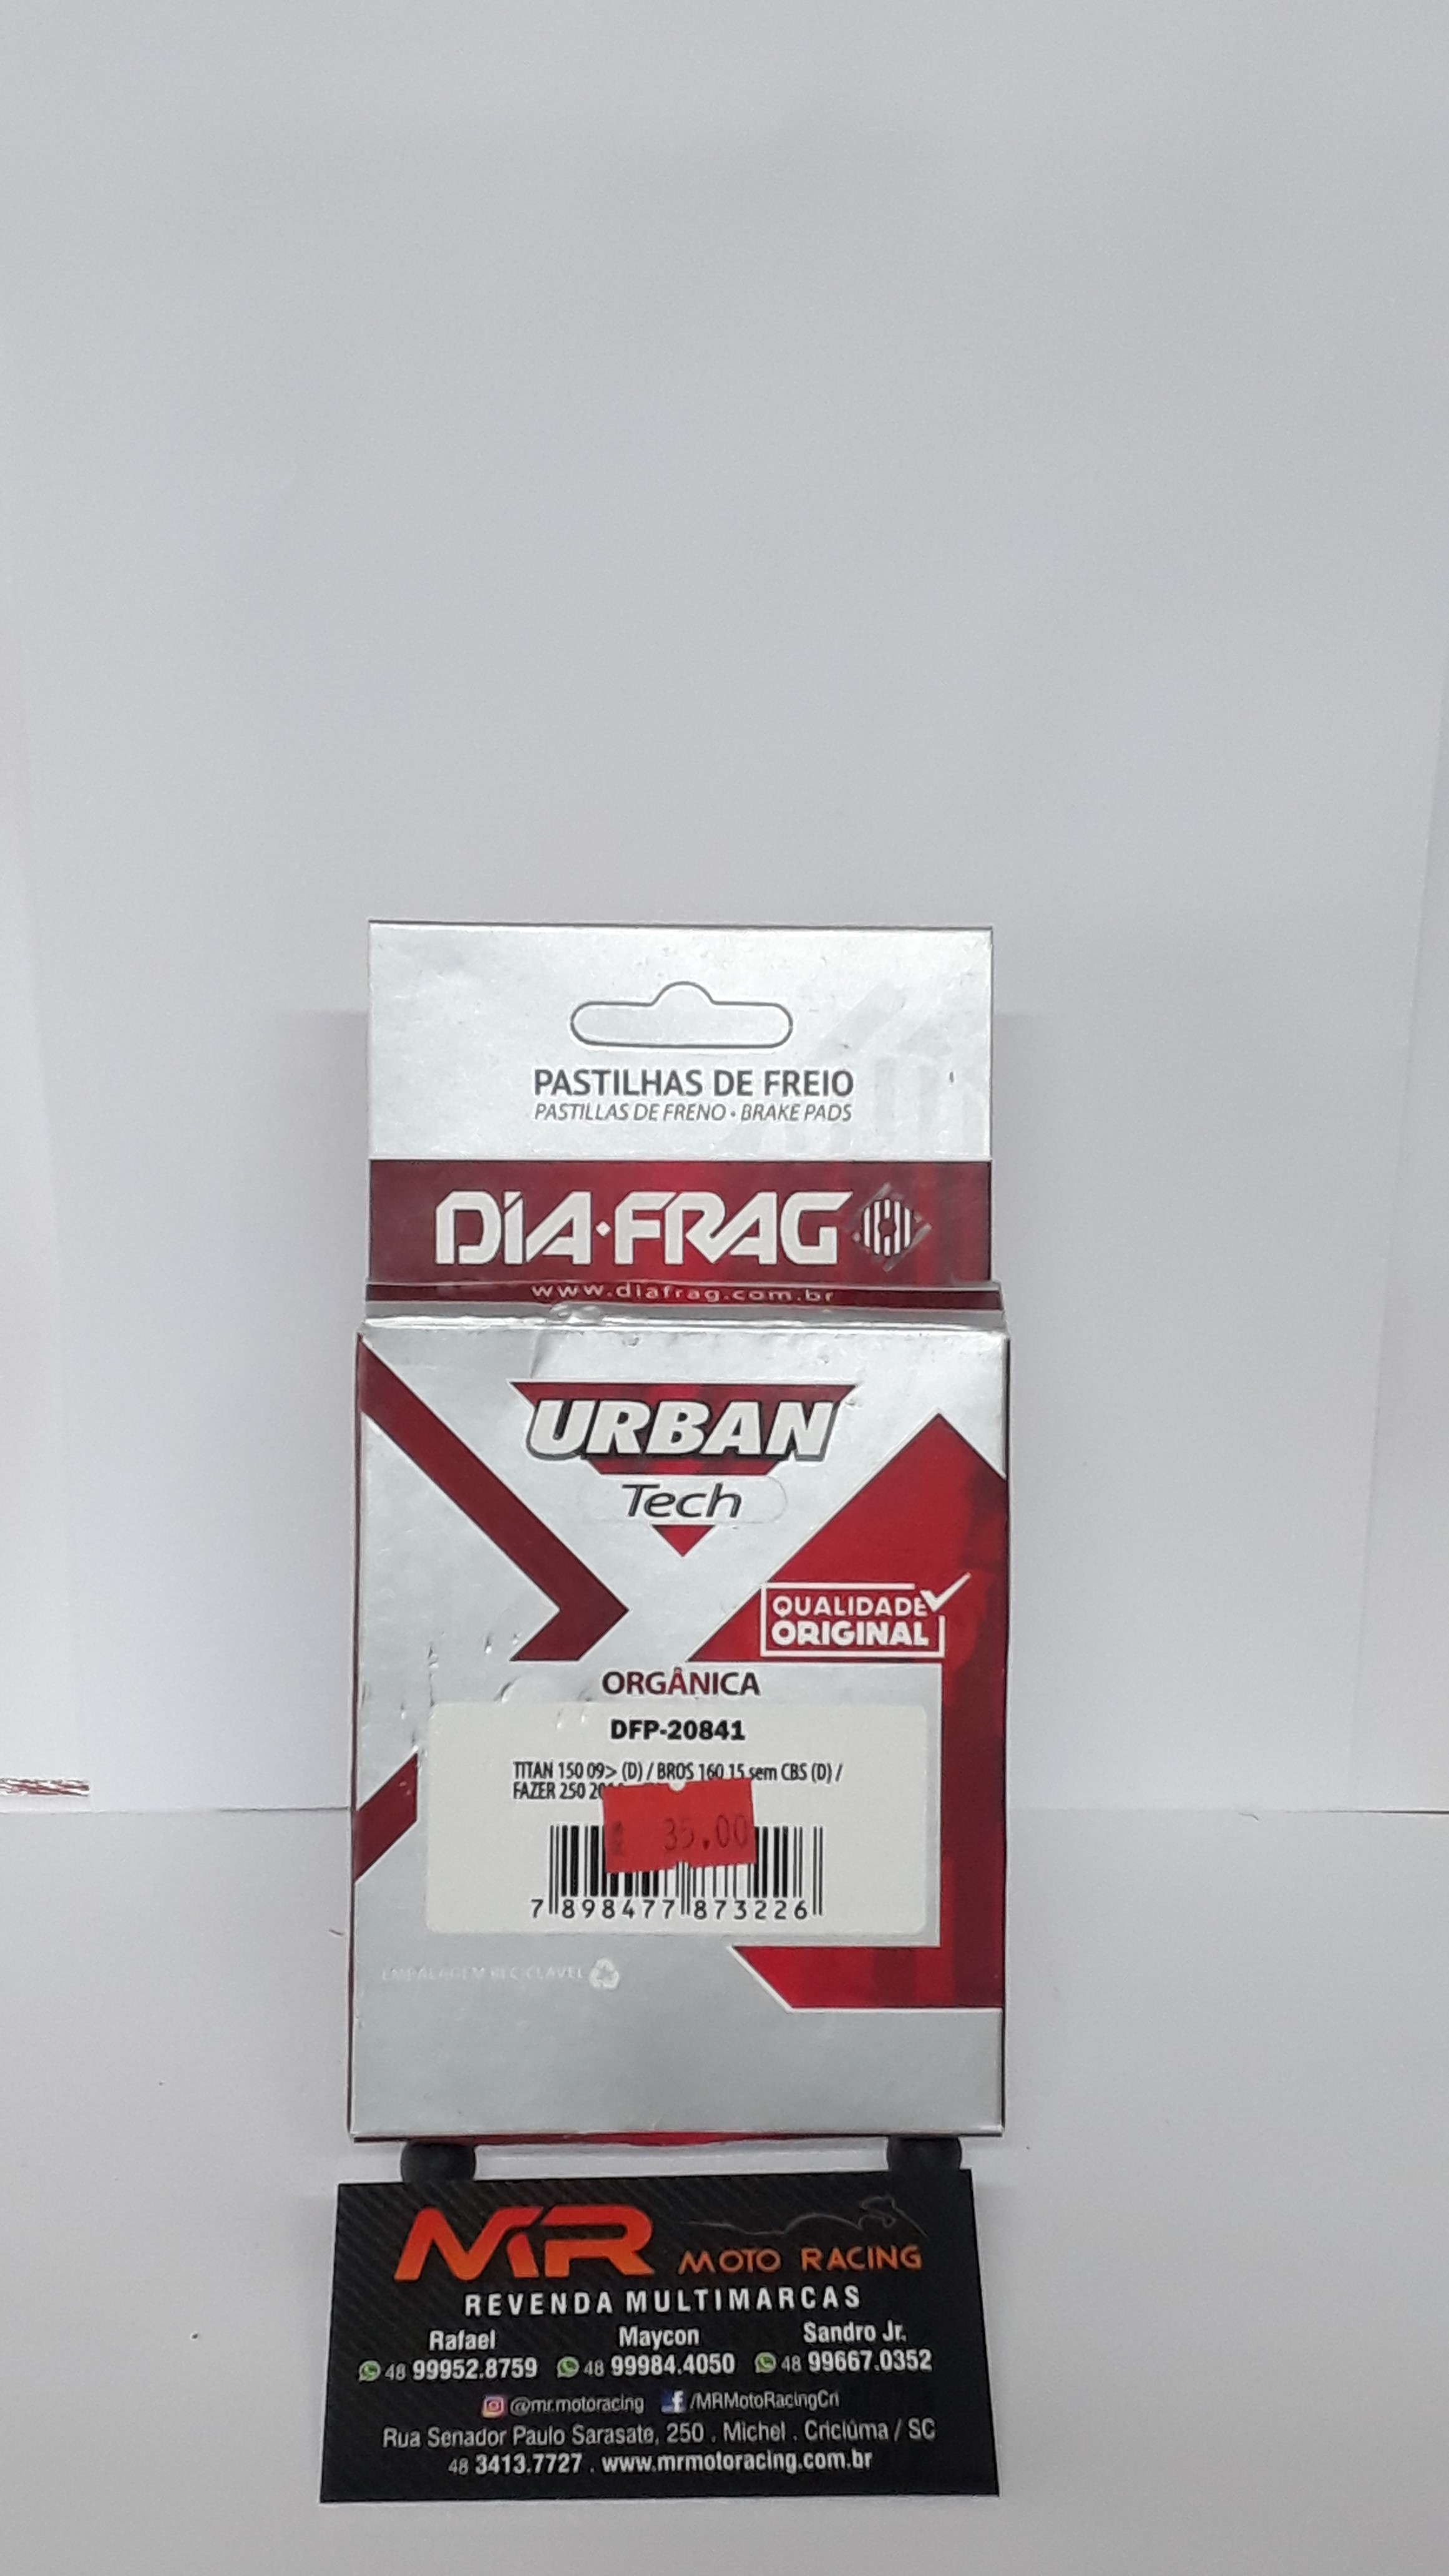 PASTILHAS DE FREIO
PASTILLAS DE FRENO • BRAKE PADS
DIA•FRAG
www.diafrag.com.br
URBAN
Tech
QUALIDADE
ORIGINAL
ORGÂNICA
DFP-20841
TITAN 150 09> (D) / BROS 160 15 sem CBS (D) /
FAZER 250
R$ 35.00
7 898477 873226
EMBALAGEM RECICLÁVEL
MR MOTO RACING
REVENDA MULTIMARCAS
Rafael Maycon Sandro Jr.
48 99952.8759 48 99984.4050 48 99667.0352
@mr.motoracing /MRMotoRacingCri
Rua Senador Paulo Sarasate, 250 . Michel . Criciúma / SC
48 3413.7727 . www.mrmotoracing.com.br